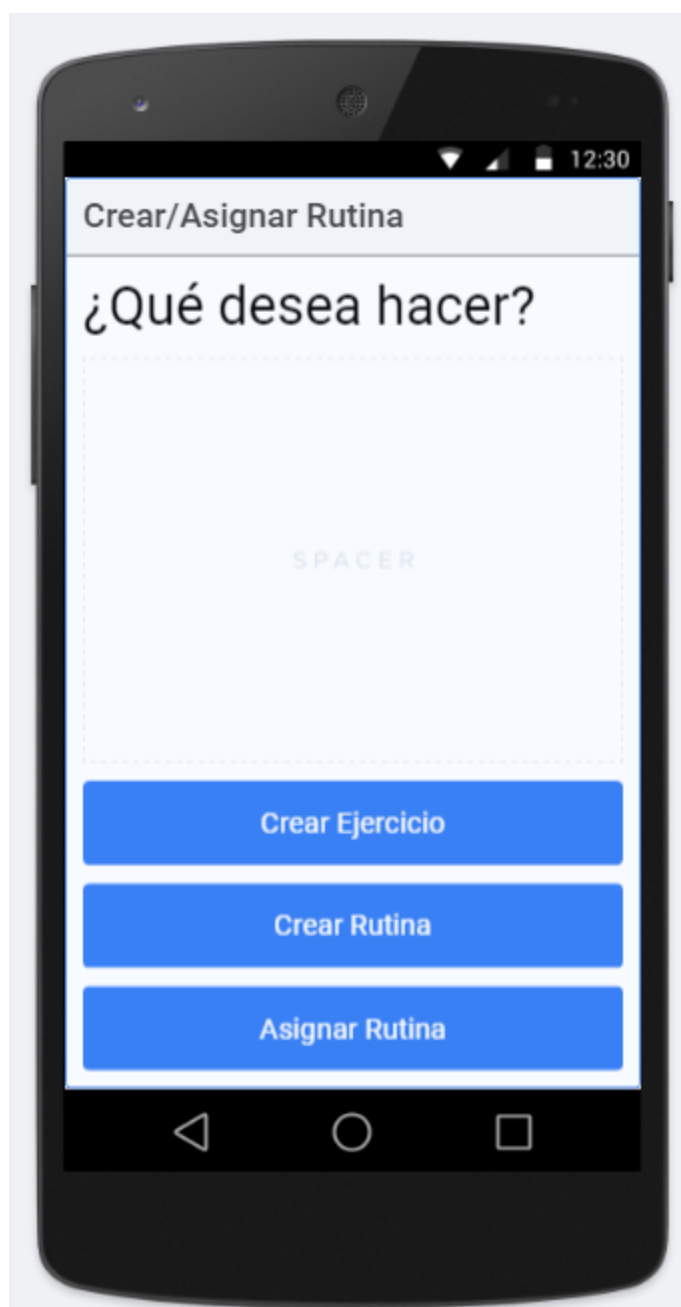 12:30
Crear/Asignar Rutina
¿Qué desea hacer?
SPACER
Crear Ejercicio
Crear Rutina
Asignar Rutina